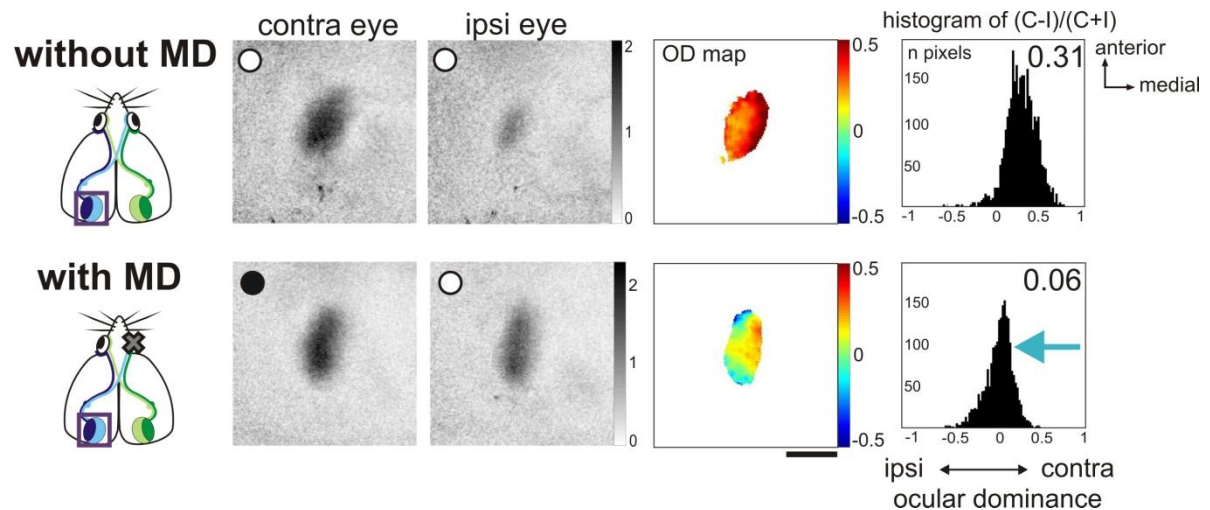 contra eye
ipsi eye
histogram of (C-I)/(C+I)
without MD
2
1
0
OD map
0.5
0
-0.5
n pixels
0.31
150
100
50
-1 -0.5 0 0.5 1
anterior
medial
with MD
2
1
0
0.5
0
-0.5
0.06
150
100
50
-1 -0.5 0 0.5 1
ipsi contra
ocular dominance